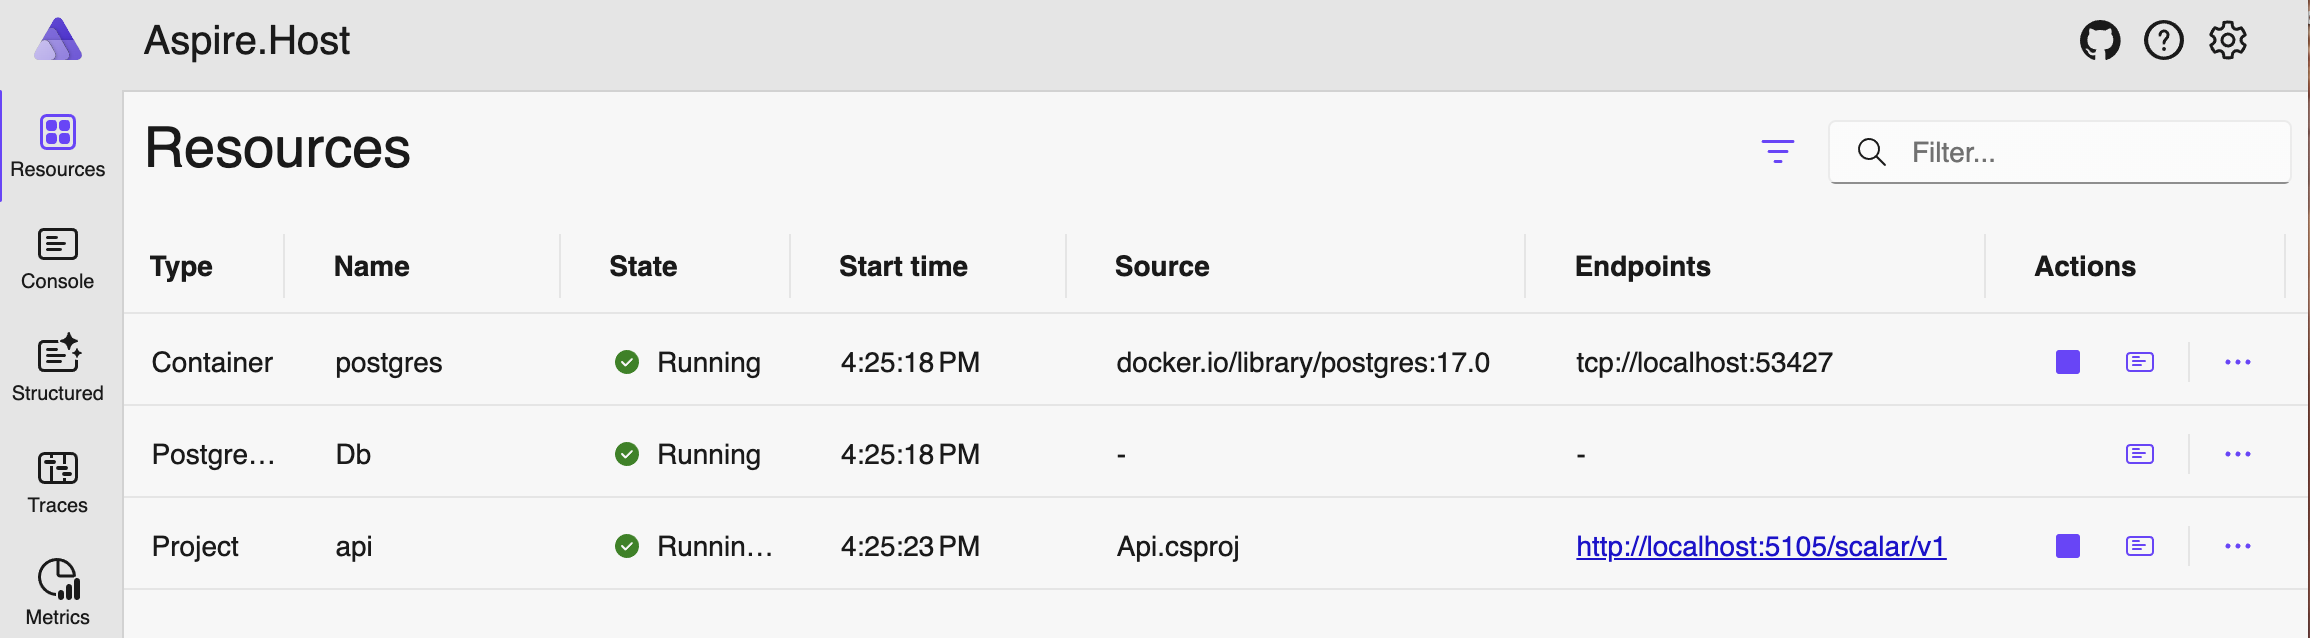 Aspire.Host
Resources
Console
Structured
Traces
Metrics
Resources
Filter...
Type Name State Start time Source Endpoints Actions
Container postgres Running 4:25:18 PM docker.io/library/postgres:17.0 tcp://localhost:53427
Postgre… Db Running 4:25:18 PM - -
Project api Runnin… 4:25:23 PM Api.csproj http://localhost:5105/scalar/v1